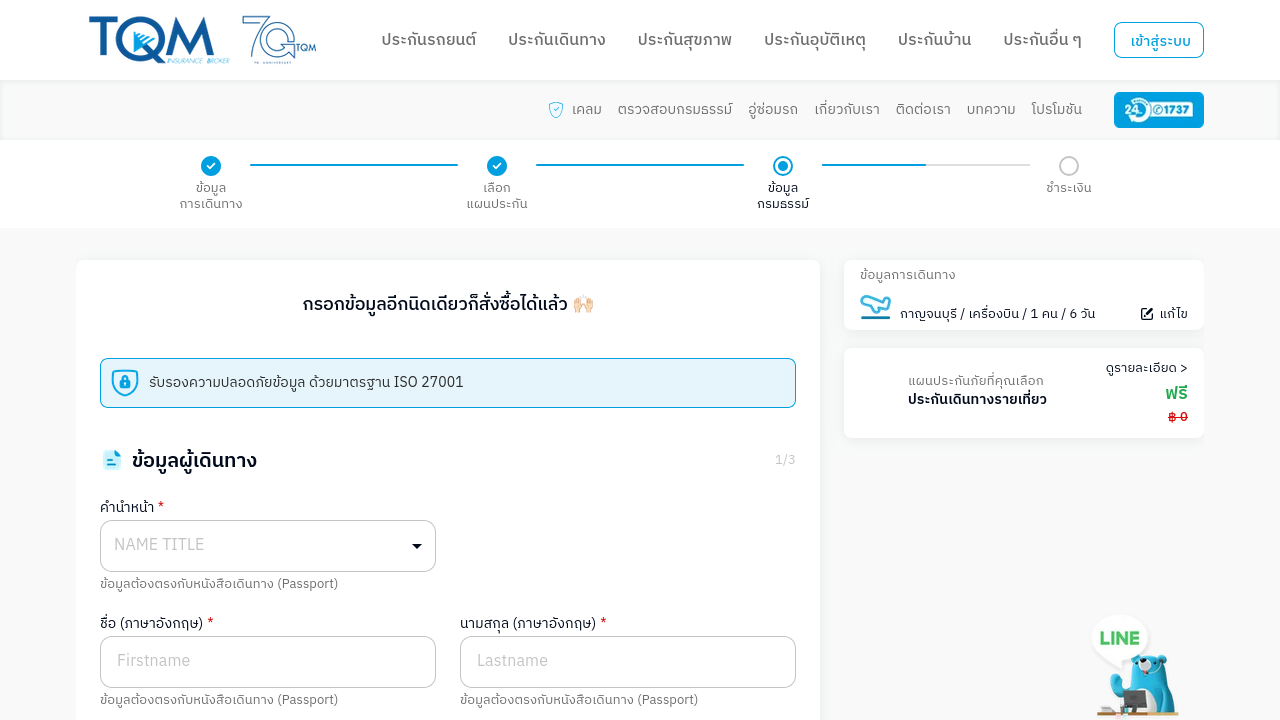 TQM
INSURANCE BROKER
70 TQM
70 ANNIVERSARY
ประกันรถยนต์
ประกันเดินทาง
ประกันสุขภาพ
ประกันอุบัติเหตุ
ประกันบ้าน
ประกันอื่น ๆ
เข้าสู่ระบบ
เคลม
ตรวจสอบกรมธรรม์
อู่ซ่อมรถ
เกี่ยวกับเรา
ติดต่อเรา
บทความ
โปรโมชัน
24 1737
ข้อมูล
การเดินทาง
เลือก
แผนประกัน
ข้อมูล
กรมธรรม์
ชำระเงิน
กรอกข้อมูลอีกนิดเดียวก็สั่งซื้อได้แล้ว 🙌🏻
รับรองความปลอดภัยข้อมูล ด้วยมาตรฐาน ISO 27001
ข้อมูลผู้เดินทาง
1/3
คำนำหน้า *
NAME TITLE
ข้อมูลต้องตรงกับหนังสือเดินทาง (Passport)
ชื่อ (ภาษาอังกฤษ) *
Firstname
ข้อมูลต้องตรงกับหนังสือเดินทาง (Passport)
นามสกุล (ภาษาอังกฤษ) *
Lastname
ข้อมูลต้องตรงกับหนังสือเดินทาง (Passport)
ข้อมูลการเดินทาง
กาญจนบุรี / เครื่องบิน / 1 คน / 6 วัน
แก้ไข
ดูรายละเอียด >
แผนประกันภัยที่คุณเลือก
ประกันเดินทางรายเที่ยว
ฟรี
฿ 0
LINE